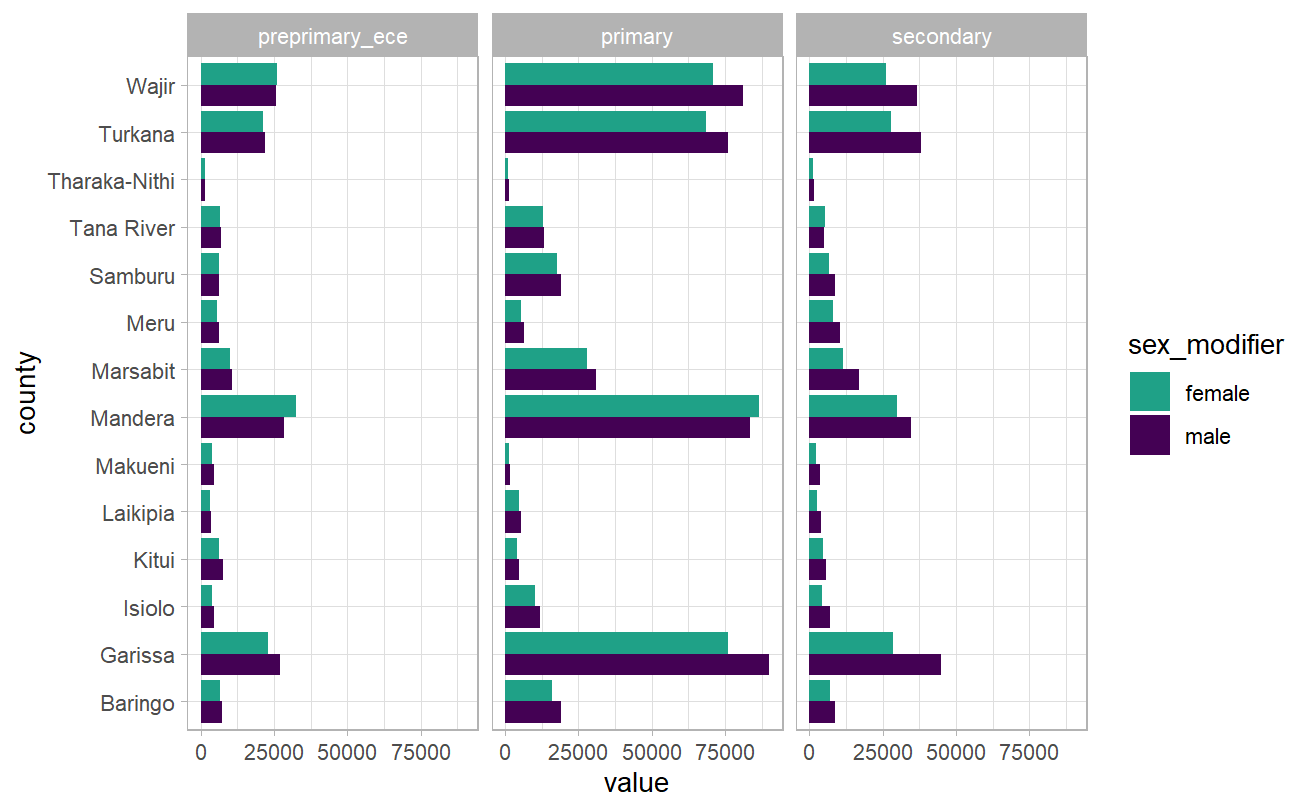 preprimary_ece primary secondary
Wajir
Turkana
Tharaka-Nithi
Tana River
Samburu
Meru
Marsabit
Mandera
Makueni
Laikipia
Kitui
Isiolo
Garissa
Baringo
county
0 25000 50000 75000 0 25000 50000 75000 0 25000 50000 75000
value
sex_modifier
female
male